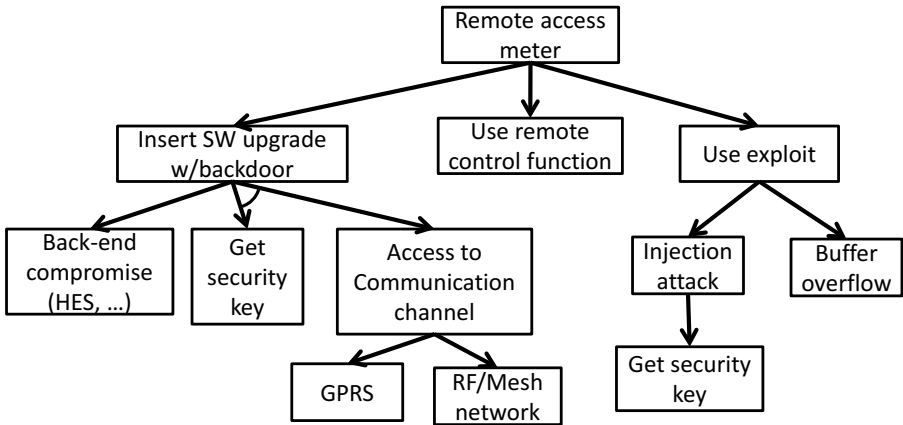 Remote access
meter
Insert SW upgrade
w/backdoor
Use remote
control function
Use exploit
Back-end
compromise
(HES, ...)
Get
security
key
Access to
Communication
channel
Injection
attack
Buffer
overflow
GPRS
RF/Mesh
network
Get security
key